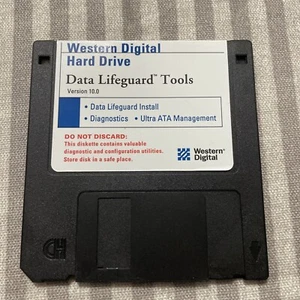 Western Digital
Hard Drive
Data Lifeguard™ Tools
Version 10.0
• Data Lifeguard Install
• Diagnostics • Ultra ATA Management
DO NOT DISCARD:
This diskette contains valuable
diagnostic and configuration utilities.
Store disk in a safe place.
Western
Digital